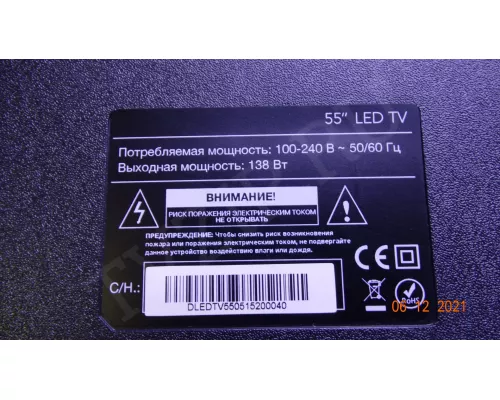 55" LED TV
Потребляемая мощность: 100-240 В ~ 50/60 Гц
Выходная мощность: 138 Вт
ВНИМАНИЕ!
РИСК ПОРАЖЕНИЯ ЭЛЕКТРИЧЕСКИМ ТОКОМ
НЕ ОТКРЫВАТЬ
ПРЕДУПРЕЖДЕНИЕ: Чтобы снизить риск возникновения
пожара или поражения электрическим током, не подвергайте
данное устройство воздействию влаги или дождя.
CE
С/Н.:
DLEDTV550515200040
RoHS
06 12 2021